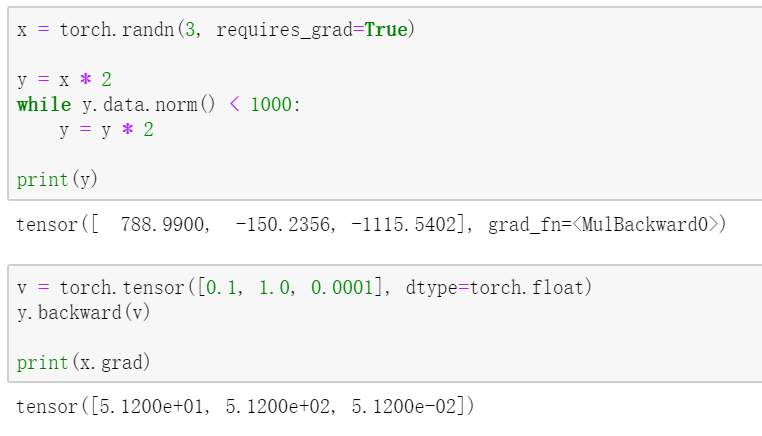 x = torch.randn(3, requires_grad=True)
y = x * 2
while y.data.norm() < 1000:
    y = y * 2
print(y)
tensor([  788.9900,  -150.2356, -1115.5402], grad_fn=<MulBackward0>)
v = torch.tensor([0.1, 1.0, 0.0001], dtype=torch.float)
y.backward(v)
print(x.grad)
tensor([5.1200e+01, 5.1200e+02, 5.1200e-02])